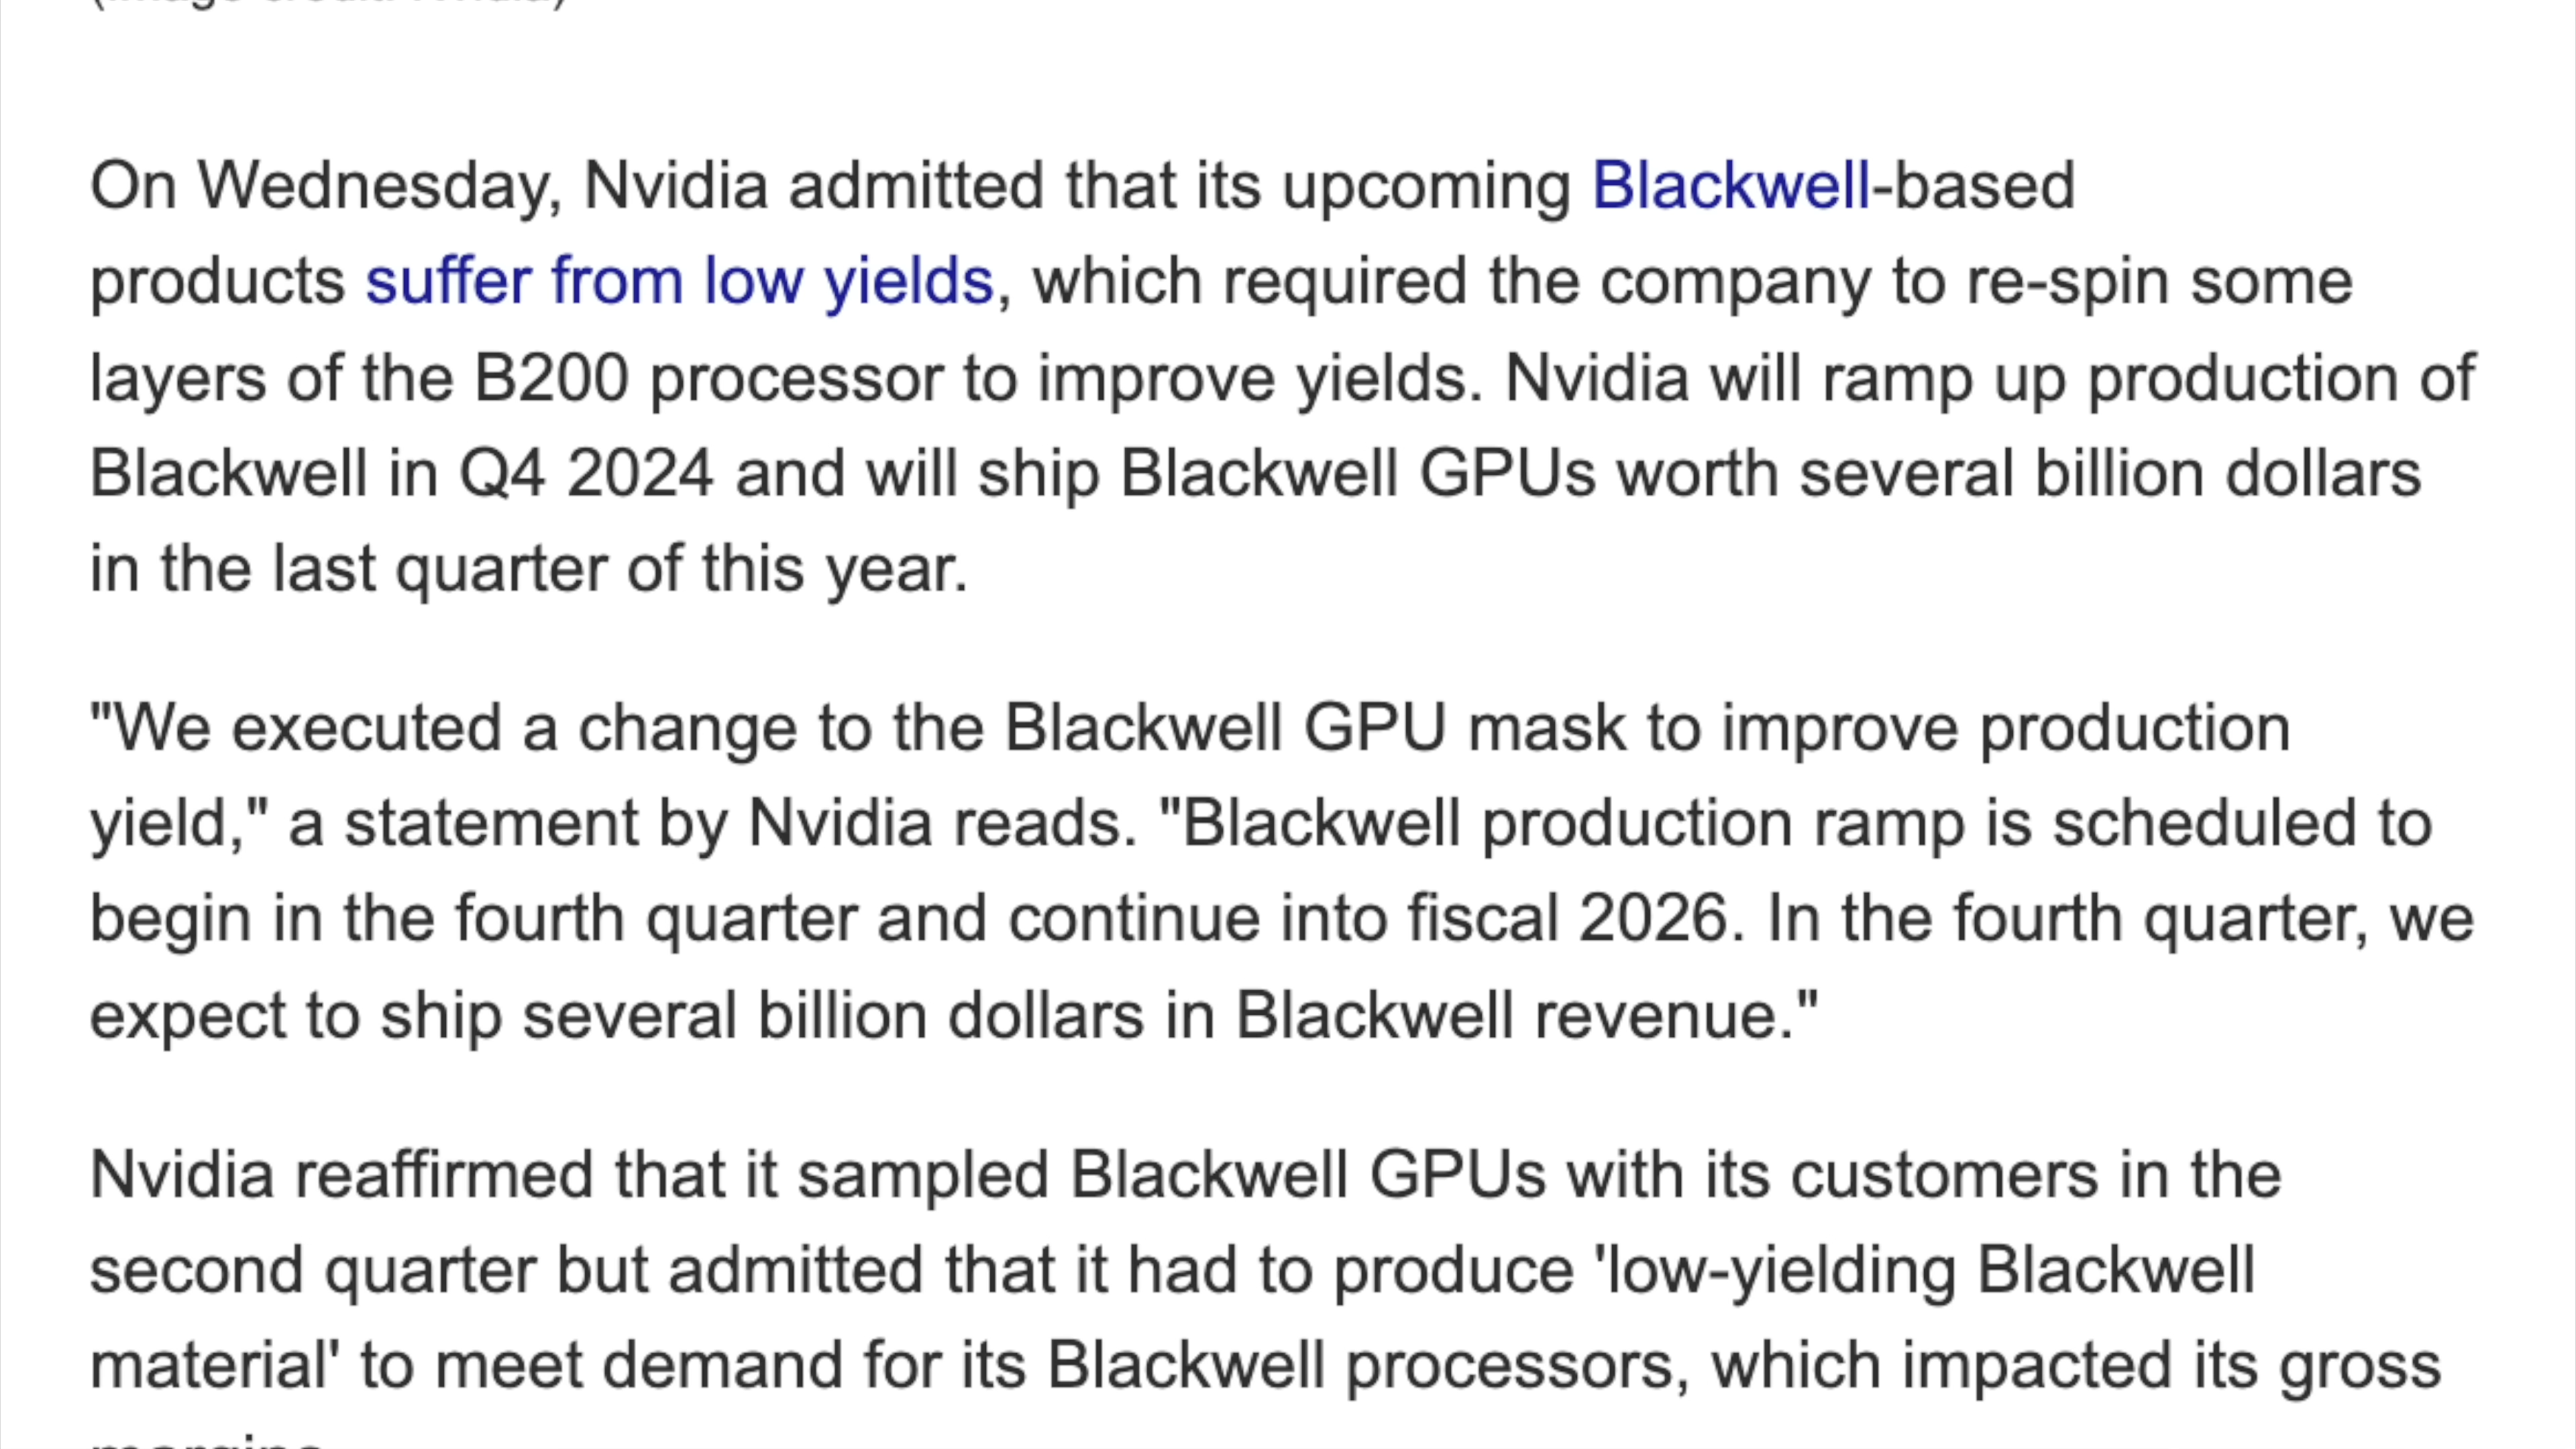 (Image credit: Nvidia)
On Wednesday, Nvidia admitted that its upcoming Blackwell-based
products suffer from low yields, which required the company to re-spin some
layers of the B200 processor to improve yields. Nvidia will ramp up production of
Blackwell in Q4 2024 and will ship Blackwell GPUs worth several billion dollars
in the last quarter of this year.
"We executed a change to the Blackwell GPU mask to improve production
yield," a statement by Nvidia reads. "Blackwell production ramp is scheduled to
begin in the fourth quarter and continue into fiscal 2026. In the fourth quarter, we
expect to ship several billion dollars in Blackwell revenue."
Nvidia reaffirmed that it sampled Blackwell GPUs with its customers in the
second quarter but admitted that it had to produce 'low-yielding Blackwell
material' to meet demand for its Blackwell processors, which impacted its gross
margins